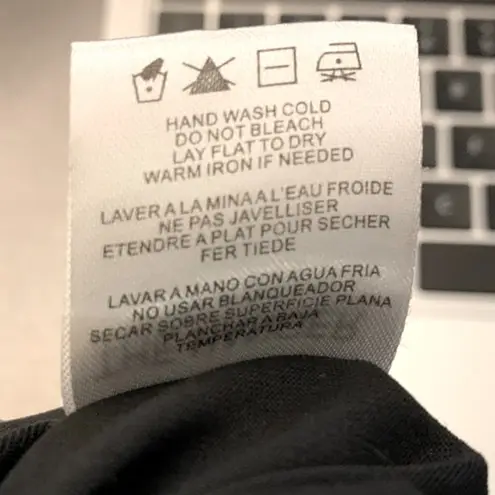 HAND WASH COLD
DO NOT BLEACH
LAY FLAT TO DRY
WARM IRON IF NEEDED
LAVER A LA MINA A L'EAU FROIDE
NE PAS JAVELLISER
ETENDRE A PLAT POUR SECHER
FER TIEDE
LAVAR A MANO CON AGUA FRIA
NO USAR BLANQUEADOR
SECAR SOBRE SUPERFICIE PLANA
PLANCHAR A BAJA
TEMPERATURA